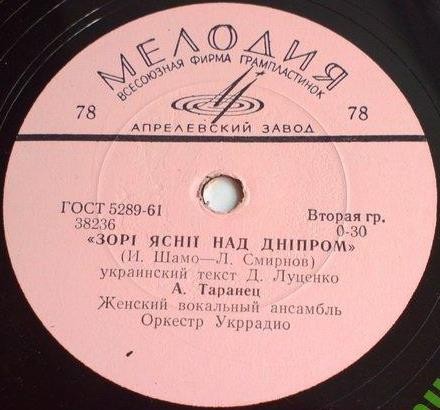 МЕЛОДИЯ
ВСЕСОЮЗНАЯ ФИРМА ГРАМПЛАСТИНОК
78 78
АПРЕЛЕВСКИЙ ЗАВОД
ГОСТ 5289-61 Вторая гр.
38236 0-30
«ЗОРІ ЯСНІЇ НАД ДНІПРОМ»
(И. Шамо—Л. Смирнов)
украинский текст Д. Луценко
А. Таранец
Женский вокальный ансамбль
Оркестр Укррадио